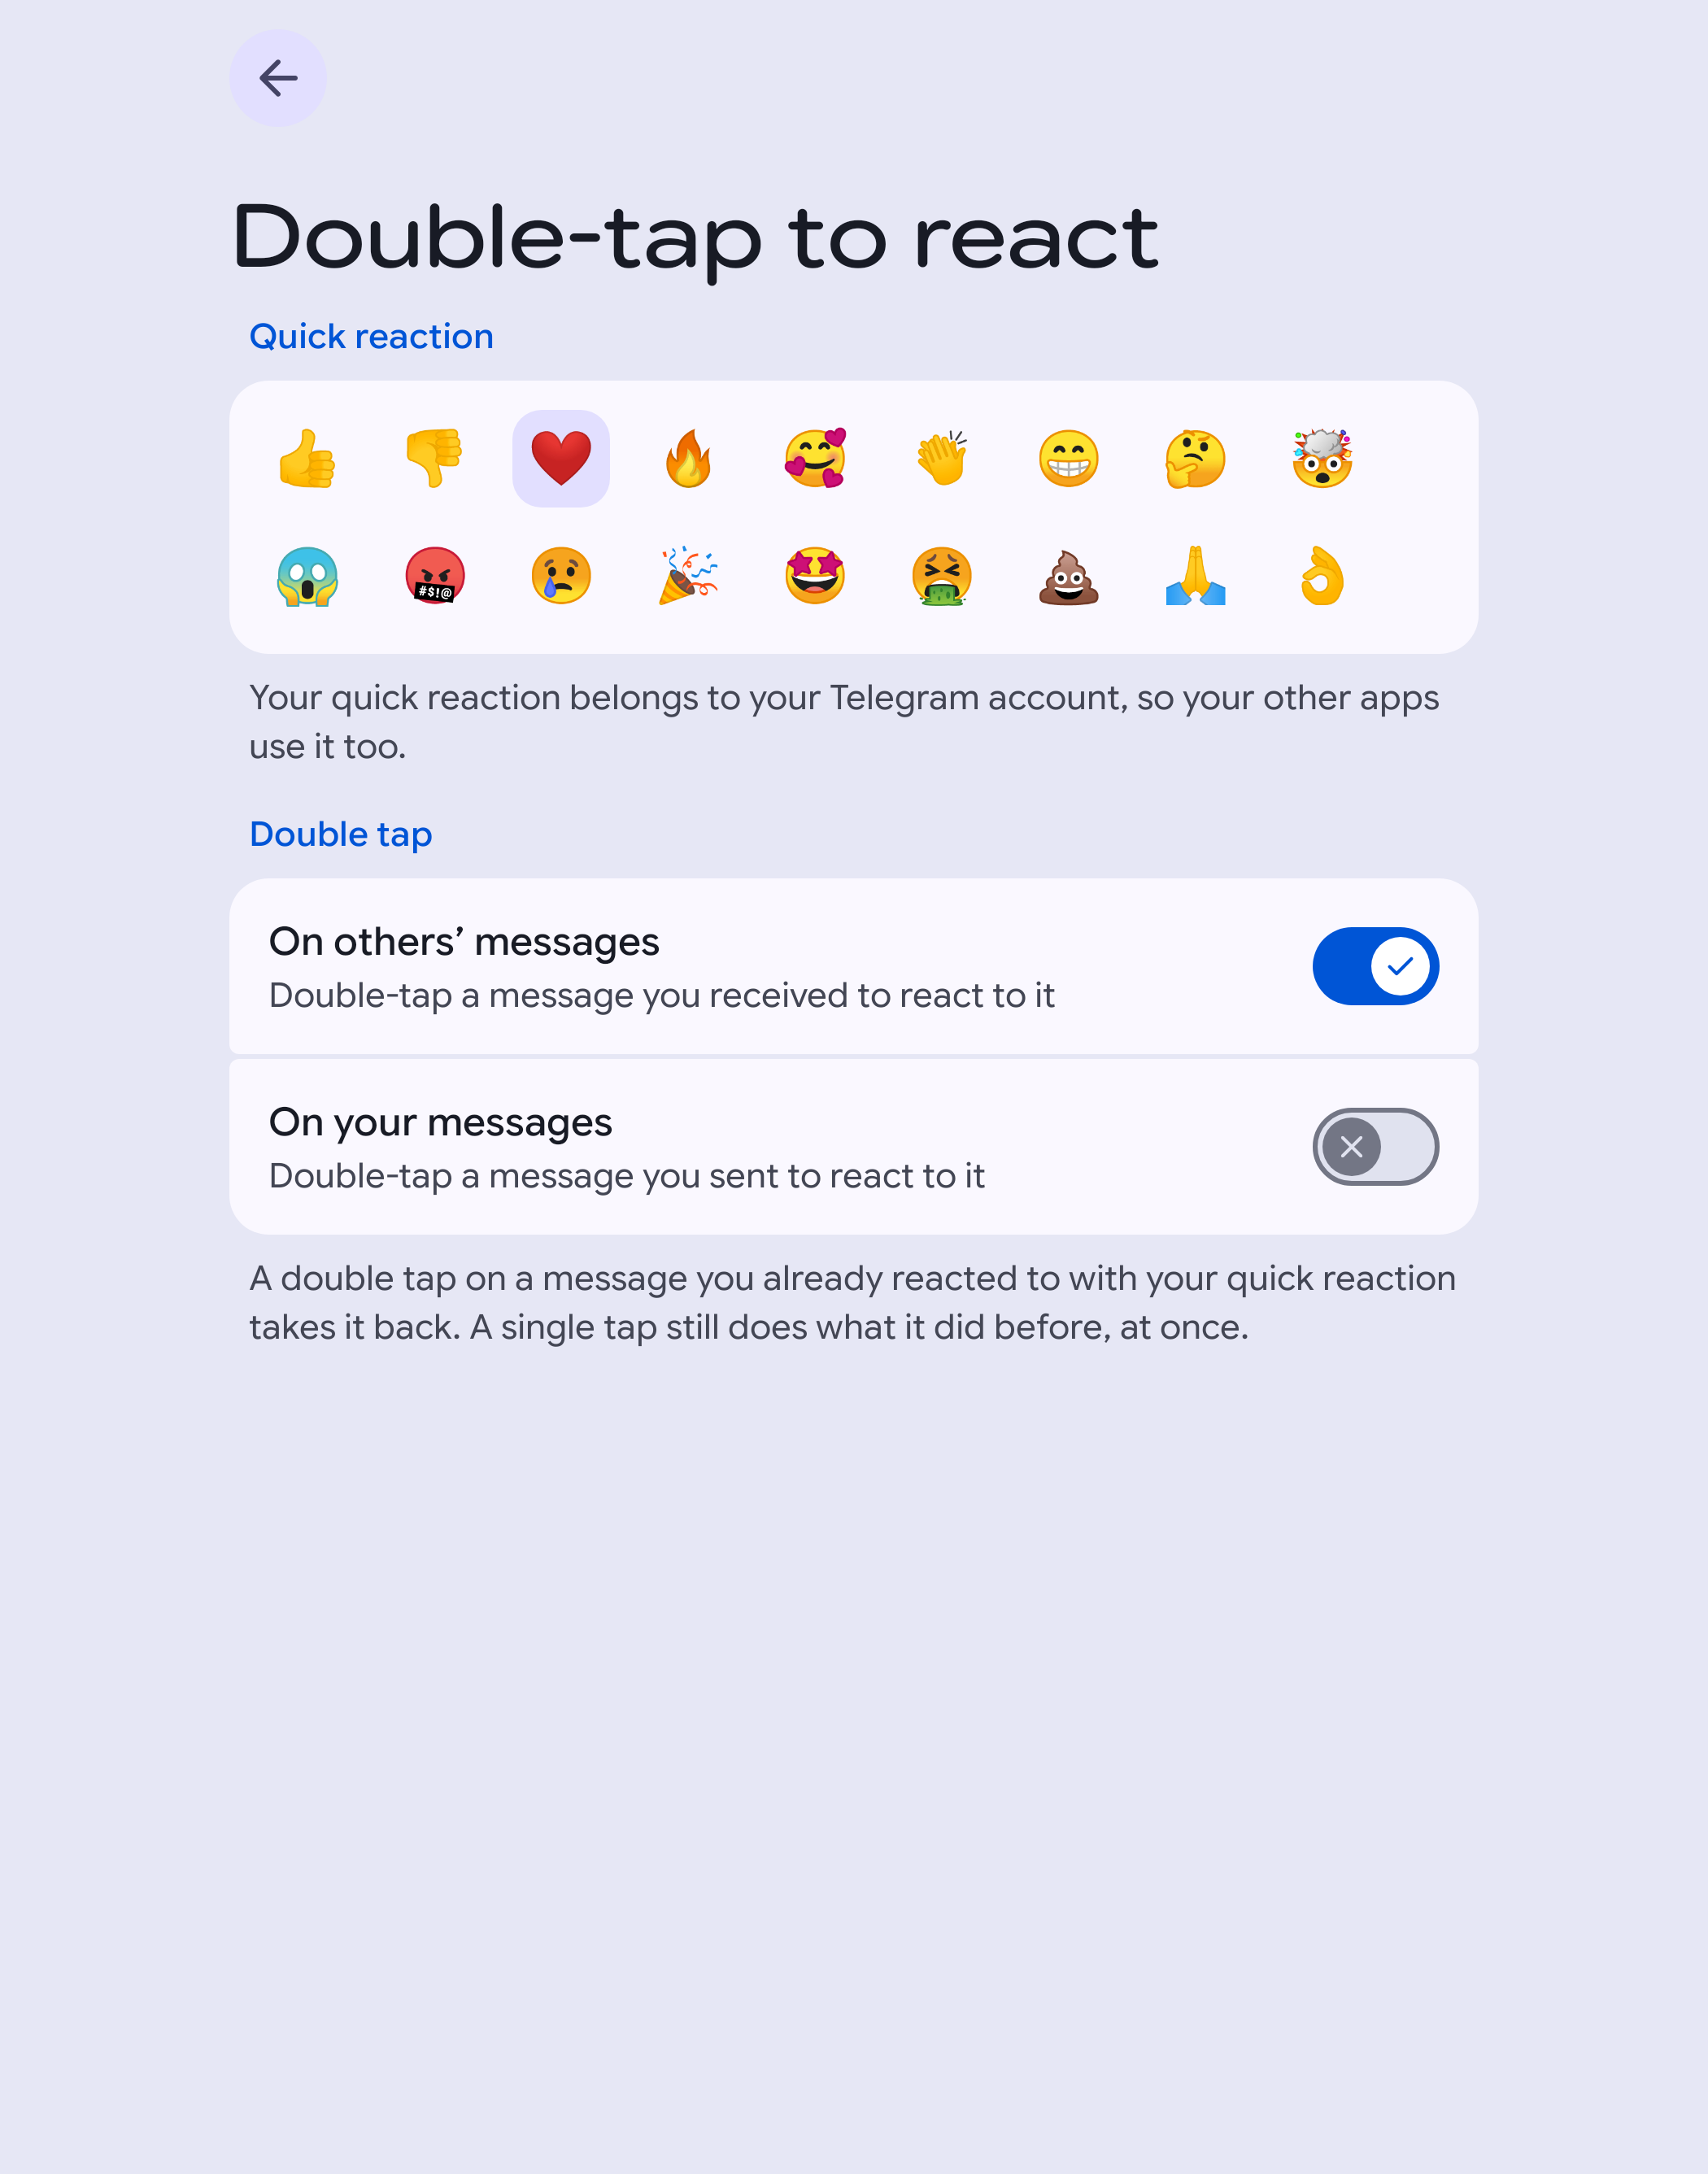 Double-tap to react
Quick reaction
#$!@
Your quick reaction belongs to your Telegram account, so your other apps
use it too.
Double tap
On others’ messages
Double-tap a message you received to react to it
On your messages
Double-tap a message you sent to react to it
A double tap on a message you already reacted to with your quick reaction
takes it back. A single tap still does what it did before, at once.